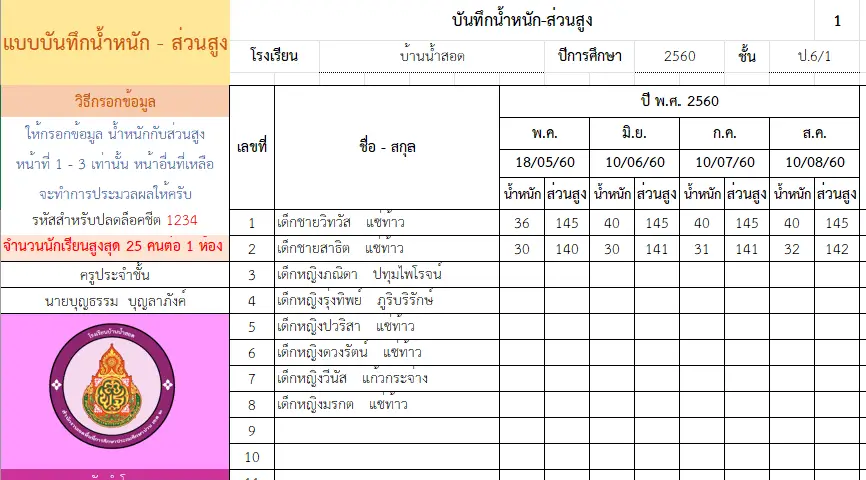 แบบบันทึกน้ำหนัก - ส่วนสูง
บันทึกน้ำหนัก-ส่วนสูง 1
โรงเรียน บ้านน้ำสอด ปีการศึกษา 2560 ชั้น ป.6/1
วิธีกรอกข้อมูล
ให้กรอกข้อมูล น้ำหนักกับส่วนสูง
หน้าที่ 1 - 3 เท่านั้น หน้าอื่นที่เหลือ
จะทำการประมวลผลให้ครับ
รหัสสำหรับปลดล็อคชีต 1234
จำนวนนักเรียนสูงสุด 25 คนต่อ 1 ห้อง
ครูประจำชั้น
นายบุญธรรม บุญลาภังค์
โรงเรียนบ้านน้ำสอด
เลขที่ ชื่อ - สกุล ปี พ.ศ. 2560
พ.ค. มิ.ย. ก.ค. ส.ค.
18/05/60 10/06/60 10/07/60 10/08/60
น้ำหนัก ส่วนสูง น้ำหนัก ส่วนสูง น้ำหนัก ส่วนสูง น้ำหนัก ส่วนสูง
1 เด็กชายวิทวัส แซ่ท้าว 36 145 40 145 40 145 40 145
2 เด็กชายสาธิต แซ่ท้าว 30 140 30 141 31 141 32 142
3 เด็กหญิงภณิตา ปทุมไพโรจน์
4 เด็กหญิงรุ่งทิพย์ ภูริบริรักษ์
5 เด็กหญิงปวริสา แซ่ท้าว
6 เด็กหญิงดวงรัตน์ แซ่ท้าว
7 เด็กหญิงวีนัส แก้วกระจ่าง
8 เด็กหญิงมรกต แซ่ท้าว
9
10